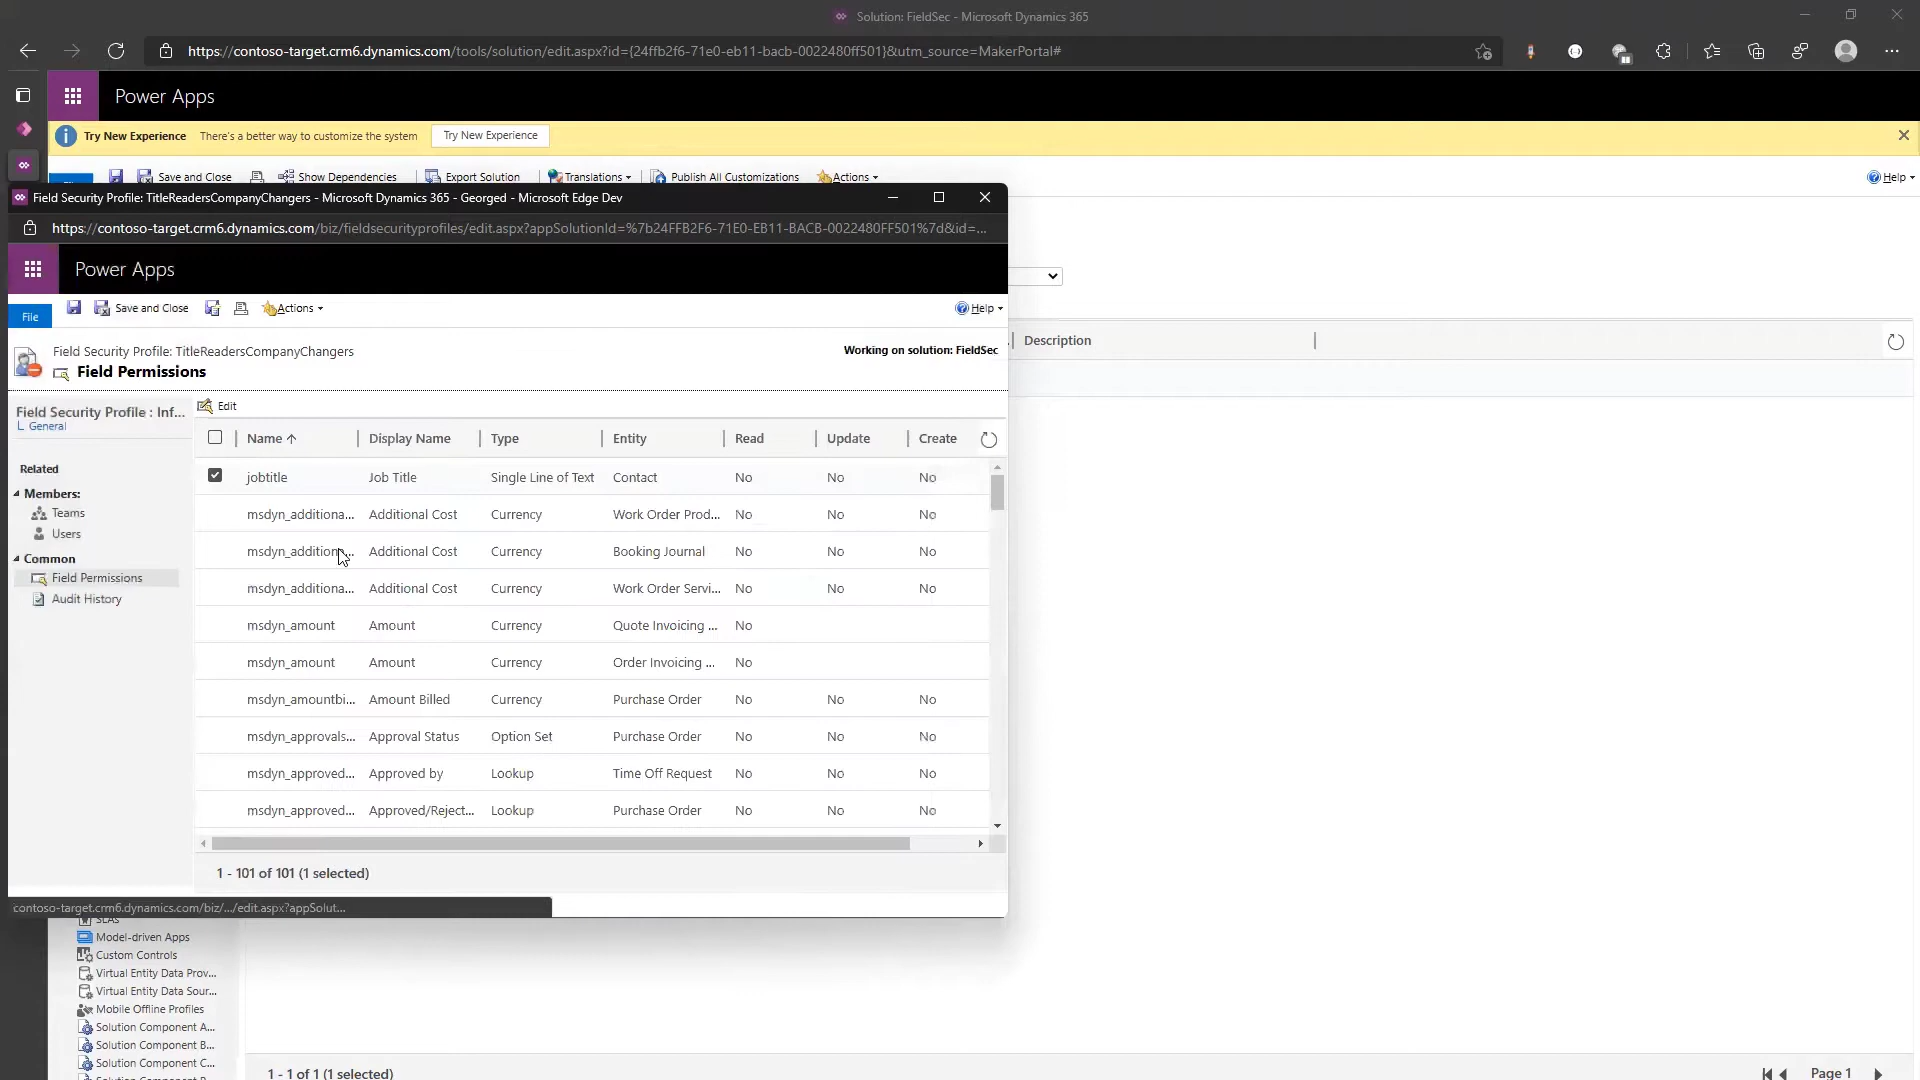 Solution: FieldSec - Microsoft Dynamics 365
https://contoso-target.crm6.dynamics.com/tools/solution/edit.aspx?id={24ffb2f6-71e0-eb11-bacb-0022480ff501}&utm_source=MakerPortal#
Power Apps
Try New Experience There's a better way to customize the system Try New Experience
Save and Close Show Dependencies Export Solution Translations Publish All Customizations Actions Help
Field Security Profile: TitleReadersCompanyChangers - Microsoft Dynamics 365 - Georged - Microsoft Edge Dev
https://contoso-target.crm6.dynamics.com/biz/fieldsecurityprofiles/edit.aspx?appSolutionId=%7b24FFB2F6-71E0-EB11-BACB-0022480FF501%7d&id=...
Power Apps
File Save and Close Actions Help
Field Security Profile: TitleReadersCompanyChangers
Field Permissions
Working on solution: FieldSec
Description
Field Security Profile : Inf...
General
Related
Members:
Teams
Users
Common
Field Permissions
Audit History
Edit
Name Display Name Type Entity Read Update Create
jobtitle Job Title Single Line of Text Contact No No No
msdyn_additiona... Additional Cost Currency Work Order Prod... No No No
msdyn_addition... Additional Cost Currency Booking Journal No No No
msdyn_additiona... Additional Cost Currency Work Order Servi... No No No
msdyn_amount Amount Currency Quote Invoicing ... No
msdyn_amount Amount Currency Order Invoicing ... No
msdyn_amountbi... Amount Billed Currency Purchase Order No No No
msdyn_approvals... Approval Status Option Set Purchase Order No No No
msdyn_approved... Approved by Lookup Time Off Request No No No
msdyn_approved... Approved/Reject... Lookup Purchase Order No No No
1 - 101 of 101 (1 selected)
contoso-target.crm6.dynamics.com/biz/.../edit.aspx?appSolut...
SLAs
Model-driven Apps
Custom Controls
Virtual Entity Data Prov...
Virtual Entity Data Sour...
Mobile Offline Profiles
Solution Component A...
Solution Component B...
Solution Component C...
1 - 1 of 1 (1 selected)
Page 1